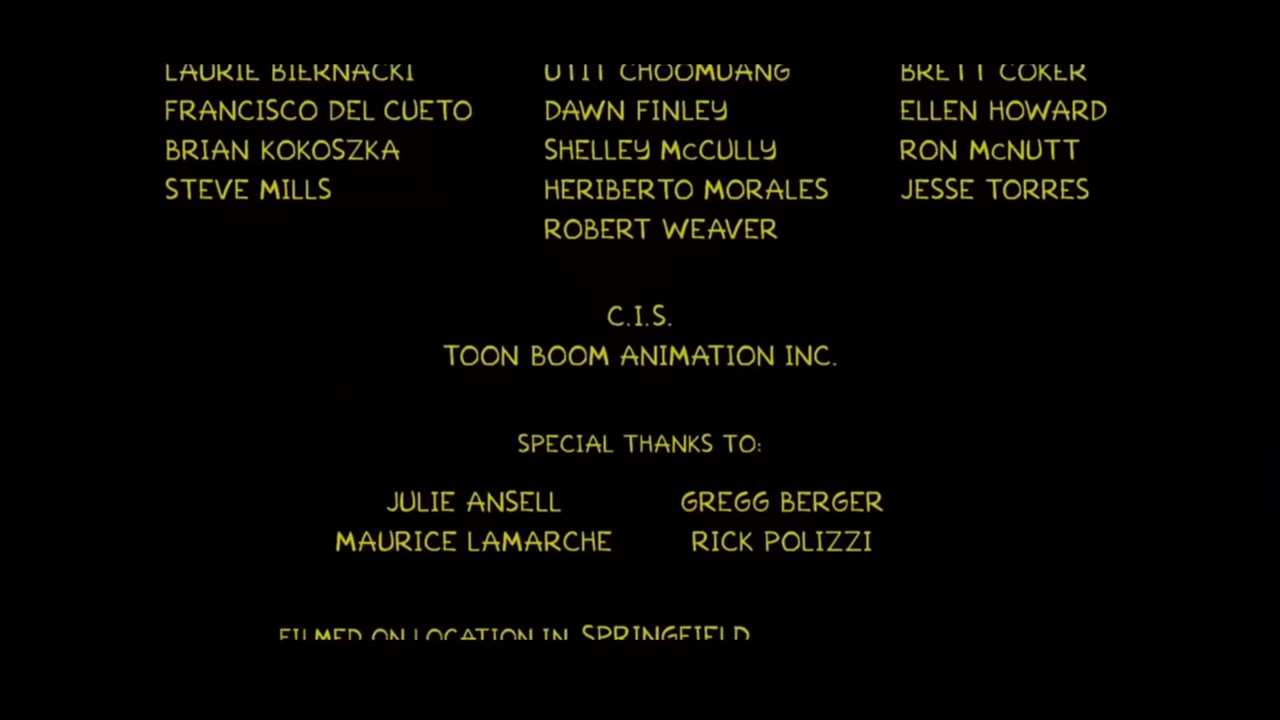 LAURIE BIERNACKI UTIT CHOOMUANG BRETT COKER
FRANCISCO DEL CUETO DAWN FINLEY ELLEN HOWARD
BRIAN KOKOSZKA SHELLEY McCULLY RON McNUTT
STEVE MILLS HERIBERTO MORALES JESSE TORRES
ROBERT WEAVER
C.I.S.
TOON BOOM ANIMATION INC.
SPECIAL THANKS TO:
JULIE ANSELL GREGG BERGER
MAURICE LAMARCHE RICK POLIZZI
FILMED ON LOCATION IN SPRINGFIELD